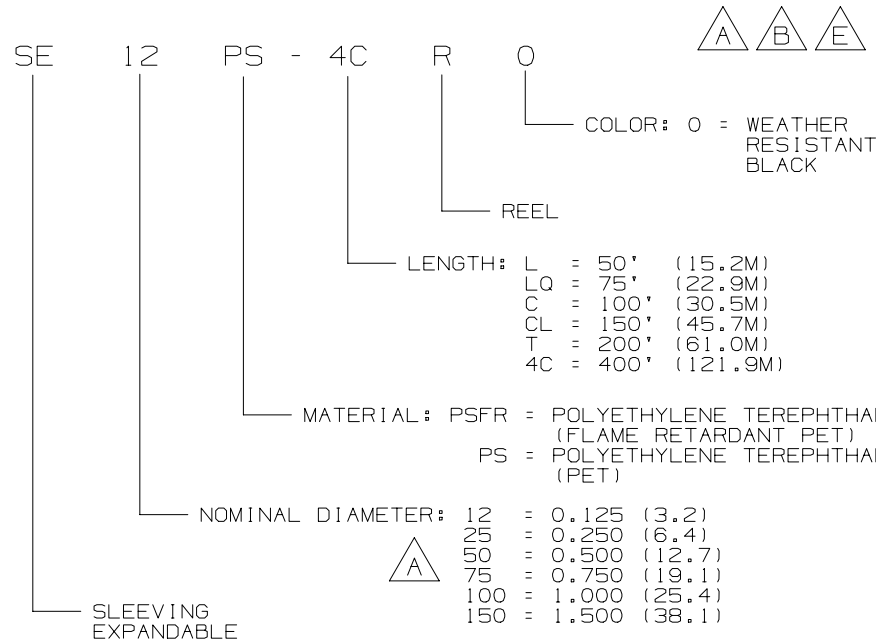 A B E
SE 12 PS - 4C R 0
COLOR: 0 = WEATHER
RESISTANT
BLACK
REEL
LENGTH: L = 50' (15.2M)
LQ = 75' (22.9M)
C = 100' (30.5M)
CL = 150' (45.7M)
T = 200' (61.0M)
4C = 400' (121.9M)
MATERIAL: PSFR = POLYETHYLENE TEREPHTHAL
(FLAME RETARDANT PET)
PS = POLYETHYLENE TEREPHTHAL
(PET)
NOMINAL DIAMETER: 12 = 0.125 (3.2)
25 = 0.250 (6.4)
A 50 = 0.500 (12.7)
75 = 0.750 (19.1)
100 = 1.000 (25.4)
150 = 1.500 (38.1)
SLEEVING
EXPANDABLE